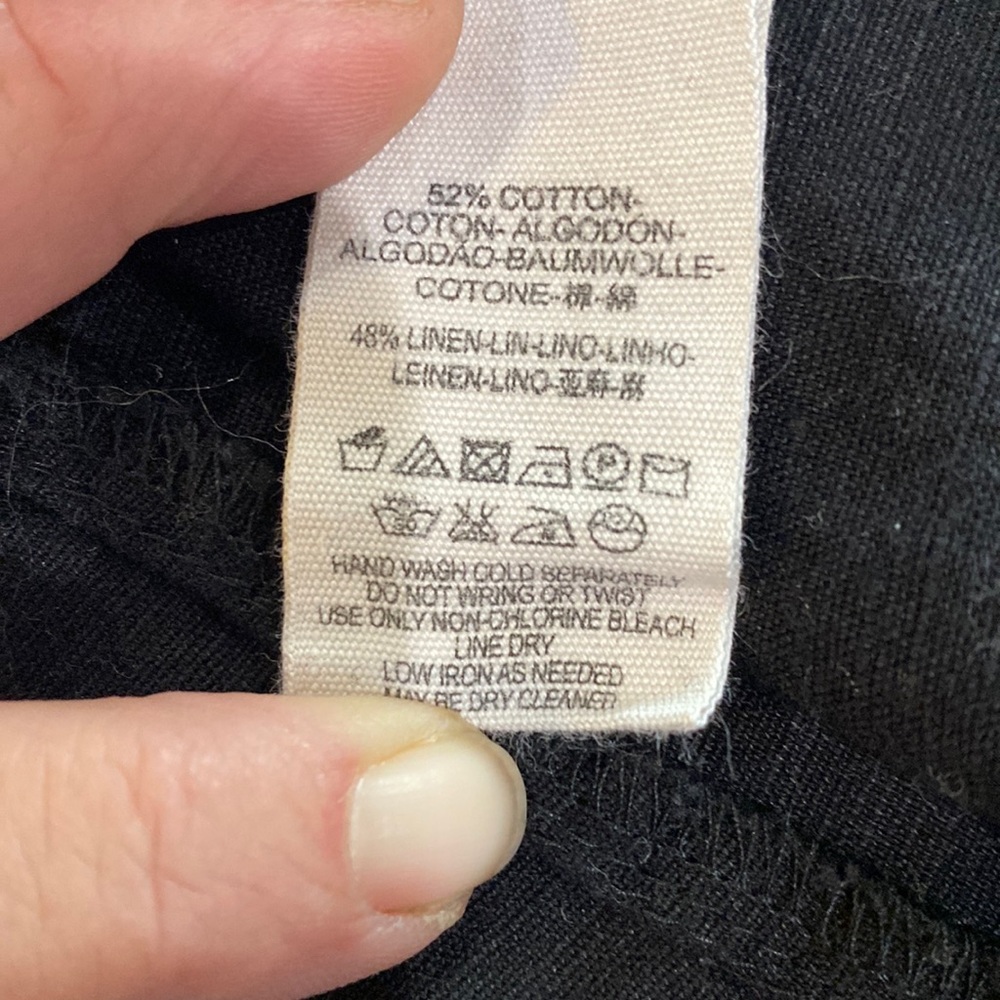 52% COTTON-
COTON- ALGODÓN-
ALGODÃO-BAUMWOLLE-
COTONE-棉-綿
48% LINEN-LIN-LINO-LINHO-
LEINEN-LINO-亚麻-麻
HAND WASH COLD SEPARATELY
DO NOT WRING OR TWIST
USE ONLY NON-CHLORINE BLEACH
LINE DRY
LOW IRON AS NEEDED
MAY BE DRY CLEANED